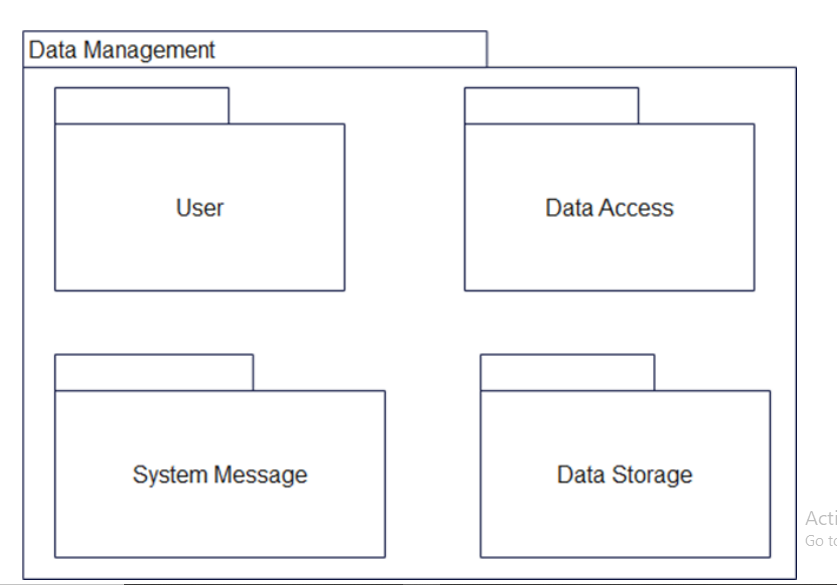 Data Management
User
Data Access
System Message
Data Storage